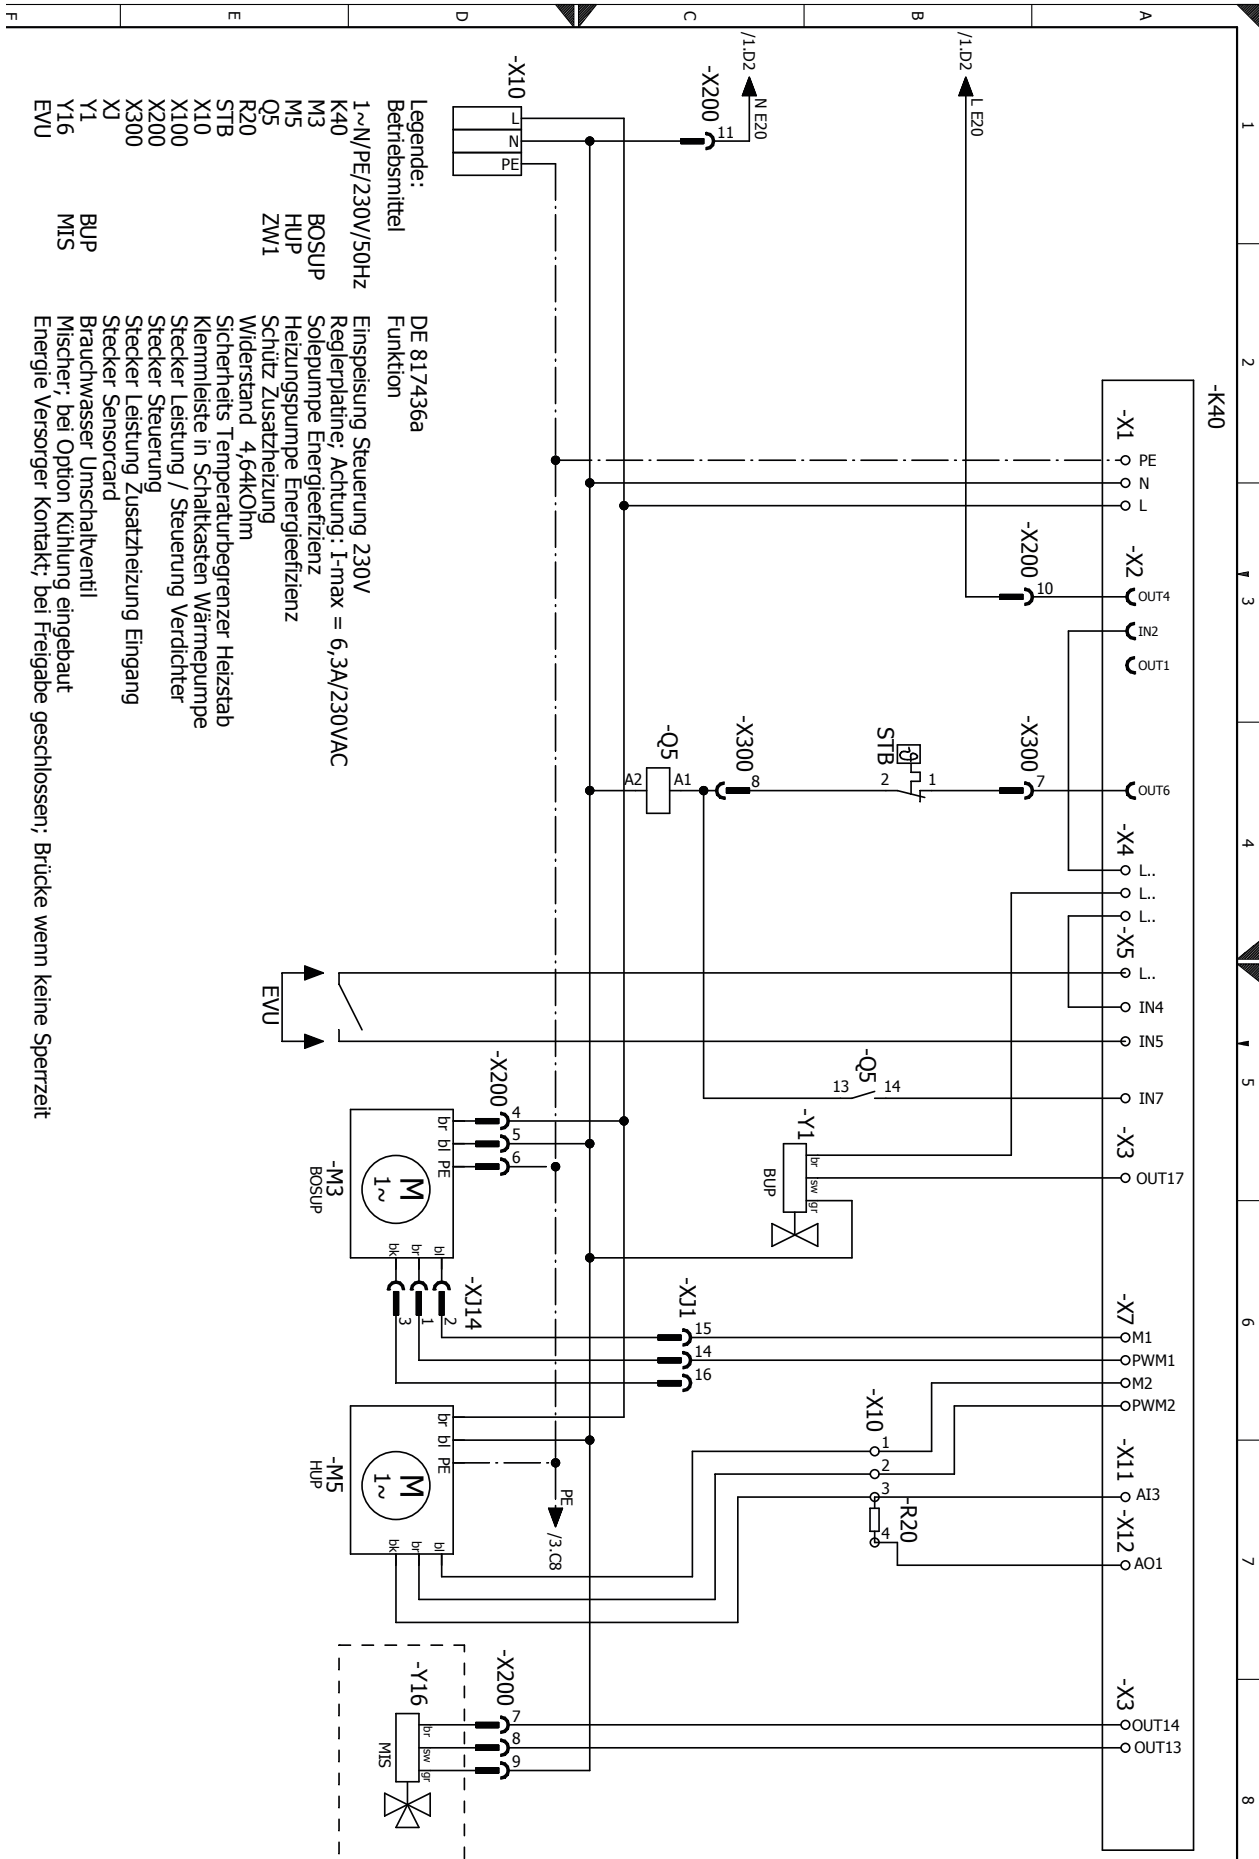 1
2
3
4
5
6
7
8
A
B
C
D
E
F
-K40
-X1
PE
N
L
-X2
OUT4
IN2
OUT1
OUT6
-X4
L..
L..
L..
-X5
L..
IN4
IN5
IN7
-X3
OUT17
-X7
M1
PWM1
M2
PWM2
-X11
AI3
-X12
AO1
-X3
OUT14
OUT13
/1.D2
L E20
/1.D2
N E20
-X200
11
-X200
10
-X300
7
STB
1
2
-X300
8
-Q5
A1
A2
-Q5
13
14
-Y1
br
sw
gr
BUP
-XJ1
15
14
16
-X10
1
2
3
4
-R20
-X10
L
N
PE
EVU
-X200
4
5
6
br
bl
PE
M
1~
-M3
BOSUP
bk
br
bl
-XJ14
3
1
2
br
bl
PE
M
1~
-M5
HUP
bk
br
bl
PE
/3.C8
-X200
7
8
9
-Y16
br
sw
gr
MIS
Legende: DE 817436a
Betriebsmittel Funktion
1~N/PE/230V/50Hz Einspeisung Steuerung 230V
K40 Reglerplatine; Achtung: I-max = 6,3A/230VAC
M3 BOSUP Solepumpe Energieefizienz
M5 HUP Heizungspumpe Energieefizienz
Q5 ZW1 Schütz Zusatzheizung
R20 Widerstand 4,64kOhm
STB Sicherheits Temperaturbegrenzer Heizstab
X10 Klemmleiste in Schaltkasten Wärmepumpe
X100 Stecker Leistung / Steuerung Verdichter
X200 Stecker Steuerung
X300 Stecker Leistung Zusatzheizung Eingang
XJ Stecker Sensorcard
Y1 BUP Brauchwasser Umschaltventil
Y16 MIS Mischer; bei Option Kühlung eingebaut
EVU Energie Versorger Kontakt; bei Freigabe geschlossen; Brücke wenn keine Sperrzeit